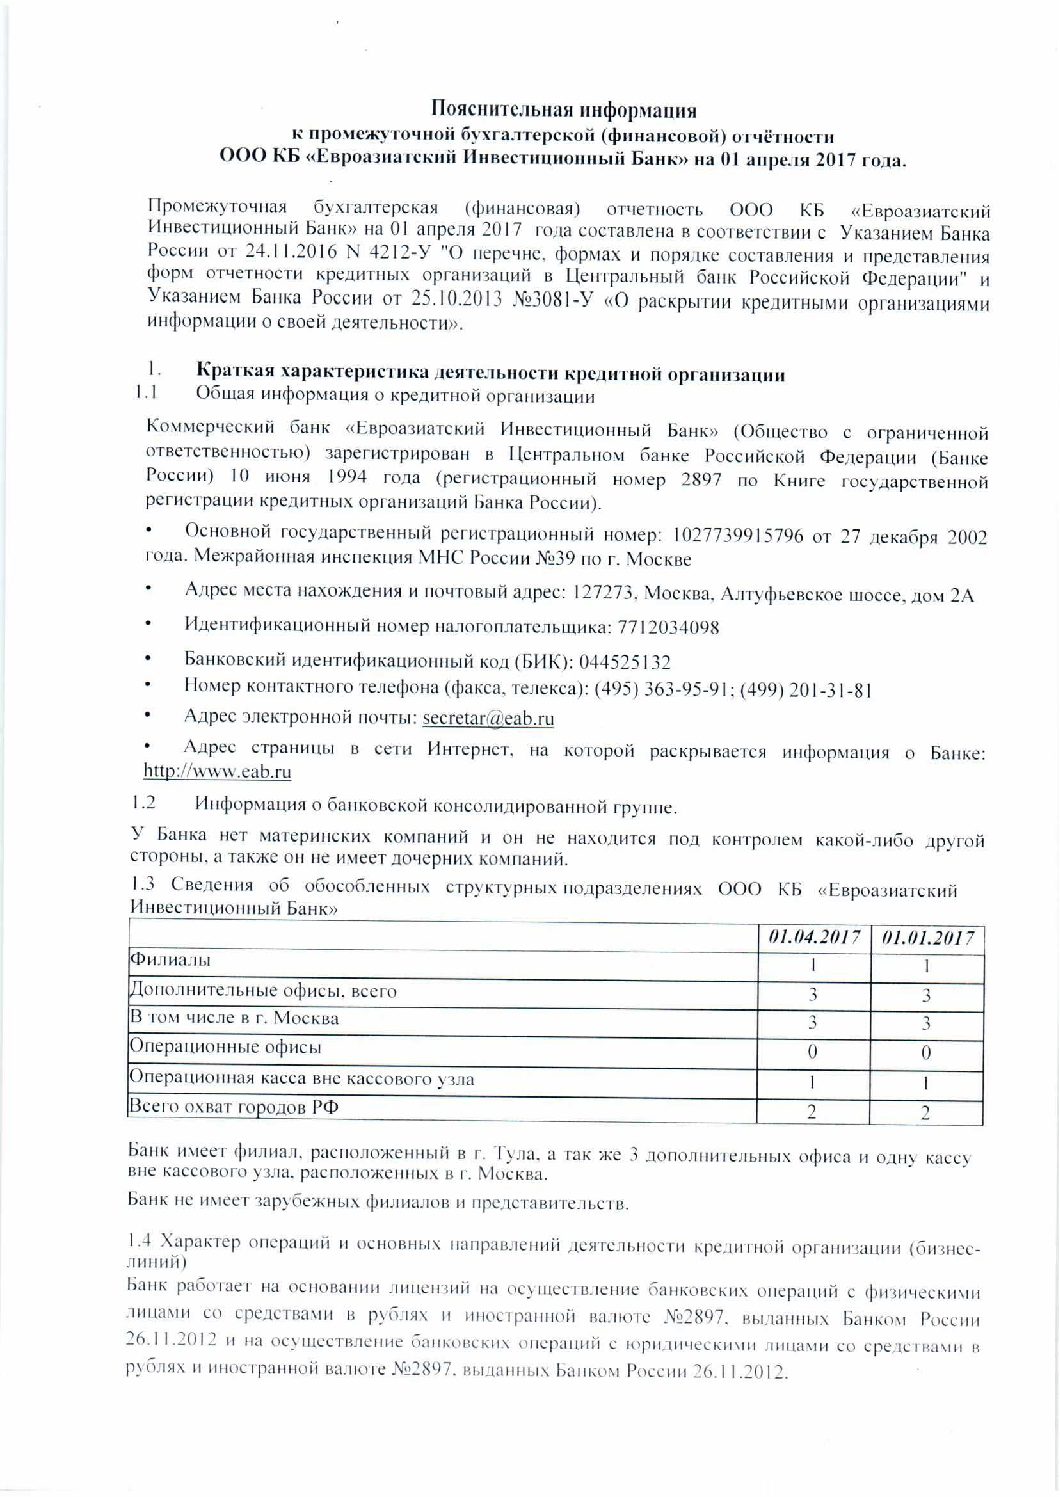 Пояснительная информация
к промежуточной бухгалтерской (финансовой) отчётности
ООО КБ «Евроазиатский Инвестиционный Банк» на 01 апреля 2017 года.
Промежуточная бухгалтерская (финансовая) отчетность ООО КБ «Евроазиатский
Инвестиционный Банк» на 01 апреля 2017 года составлена в соответствии с Указанием Банка
России от 24.11.2016 N 4212-У "О перечне, формах и порядке составления и представления
форм отчетности кредитных организаций в Центральный банк Российской Федерации" и
Указанием Банка России от 25.10.2013 №3081-У «О раскрытии кредитными организациями
информации о своей деятельности».
1. Краткая характеристика деятельности кредитной организации
1.1 Общая информация о кредитной организации
Коммерческий банк «Евроазиатский Инвестиционный Банк» (Общество с ограниченной
ответственностью) зарегистрирован в Центральном банке Российской Федерации (Банке
России) 10 июня 1994 года (регистрационный номер 2897 по Книге государственной
регистрации кредитных организаций Банка России).
• Основной государственный регистрационный номер: 1027739915796 от 27 декабря 2002
года. Межрайонная инспекция МНС России №39 по г. Москве
• Адрес места нахождения и почтовый адрес: 127273, Москва, Алтуфьевское шоссе, дом 2А
• Идентификационный номер налогоплательщика: 7712034098
• Банковский идентификационный код (БИК): 044525132
• Номер контактного телефона (факса, телекса): (495) 363-95-91; (499) 201-31-81
• Адрес электронной почты: secretar@eab.ru
• Адрес страницы в сети Интернет, на которой раскрывается информация о Банке:
http://www.eab.ru
1.2 Информация о банковской консолидированной группе.
У Банка нет материнских компаний и он не находится под контролем какой-либо другой
стороны, а также он не имеет дочерних компаний.
1.3 Сведения об обособленных структурных подразделениях ООО КБ «Евроазиатский
Инвестиционный Банк»
01.04.2017 01.01.2017
Филиалы 1 1
Дополнительные офисы, всего 3 3
В том числе в г. Москва 3 3
Операционные офисы 0 0
Операционная касса вне кассового узла 1 1
Всего охват городов РФ 2 2
Банк имеет филиал, расположенный в г. Тула, а так же 3 дополнительных офиса и одну кассу
вне кассового узла, расположенных в г. Москва.
Банк не имеет зарубежных филиалов и представительств.
1.4 Характер операций и основных направлений деятельности кредитной организации (бизнес-
линий)
Банк работает на основании лицензий на осуществление банковских операций с физическими
лицами со средствами в рублях и иностранной валюте №2897, выданных Банком России
26.11.2012 и на осуществление банковских операций с юридическими лицами со средствами в
рублях и иностранной валюте №2897, выданных Банком России 26.11.2012.